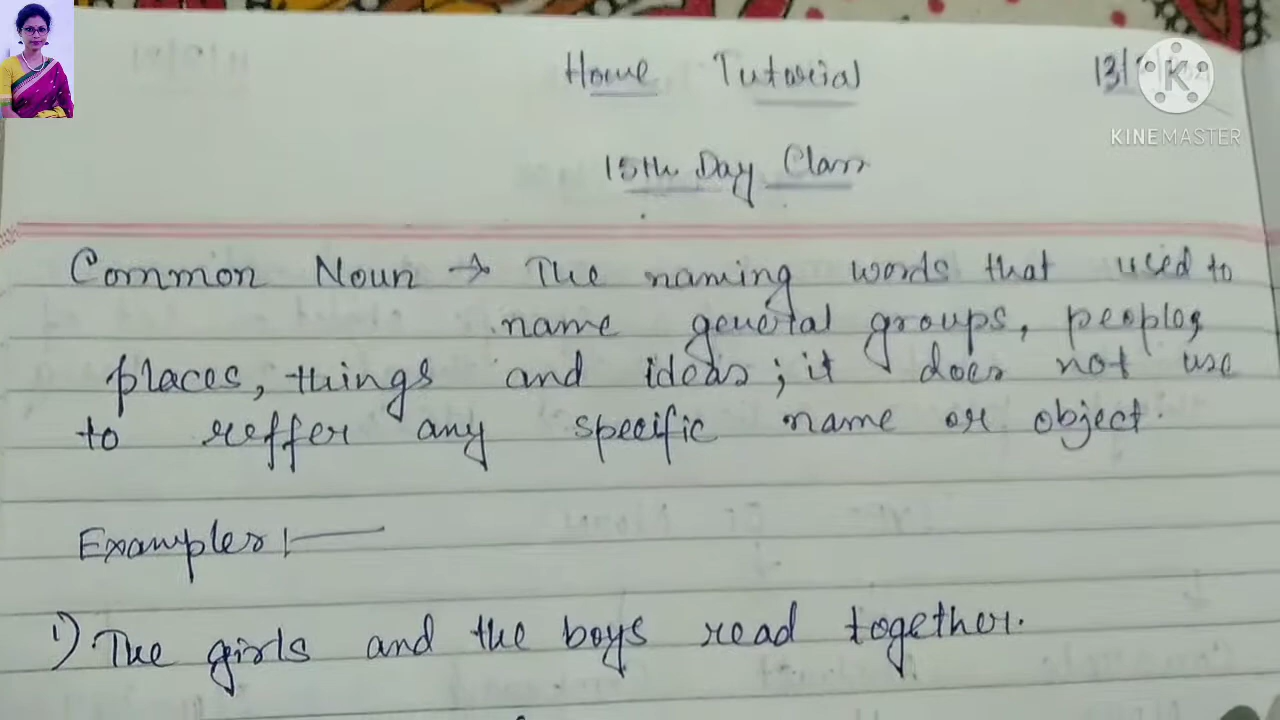 Home Tutorial
13/
KINEMASTER
15th Day Class
Common Noun → The naming words that used to
name general groups, peoples
places, things and ideas; it does not use
to reffer any specific name or object.
Examples :—
1) The girls and the boys read together.